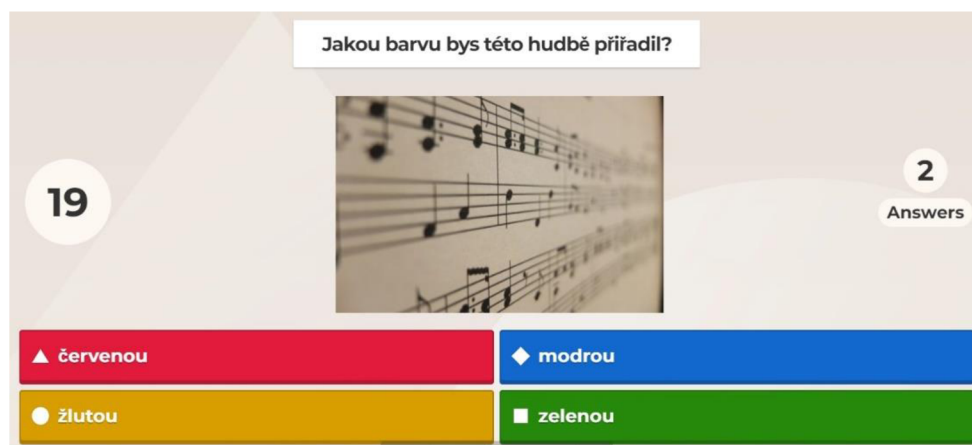 Jakou barvu bys této hudbě přiřadil?
19
2
Answers
červenou
modrou
žlutou
zelenou